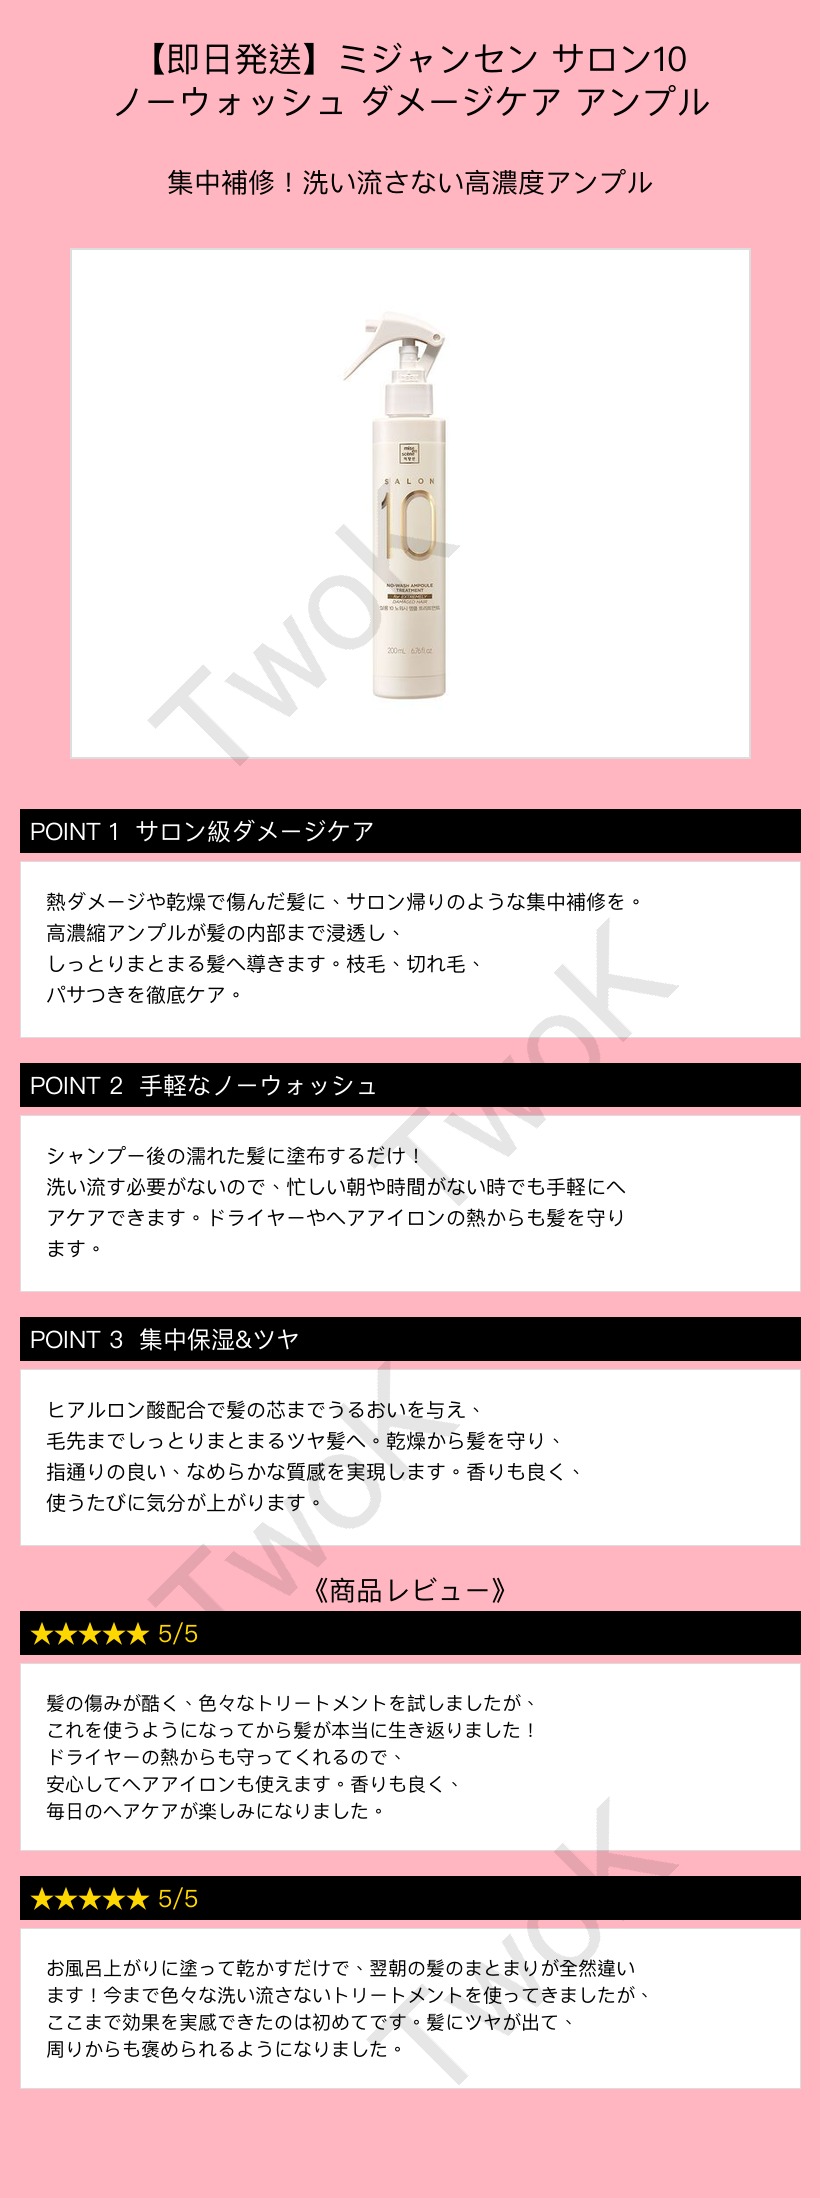 【即日発送】ミジャンセン サロン10
ノーウォッシュ ダメージケア アンプル
集中補修！洗い流さない高濃度アンプル
mise en scène
미쟝센
SALON
10
NO-WASH AMPOULE
TREATMENT
for EXTREMELY
DAMAGED HAIR
살롱 10 노워시 앰플 트리트먼트
200mL 6.76fl.oz
TwoK
POINT 1 サロン級ダメージケア
熱ダメージや乾燥で傷んだ髪に、サロン帰りのような集中補修を。
高濃縮アンプルが髪の内部まで浸透し、
しっとりまとまる髪へ導きます。枝毛、切れ毛、
パサつきを徹底ケア。
TwoK
POINT 2 手軽なノーウォッシュ
シャンプー後の濡れた髪に塗布するだけ！
洗い流す必要がないので、忙しい朝や時間がない時でも手軽にヘ
アケアできます。ドライヤーやヘアアイロンの熱からも髪を守り
ます。
POINT 3 集中保湿&ツヤ
ヒアルロン酸配合で髪の芯までうるおいを与え、
毛先までしっとりまとまるツヤ髪へ。乾燥から髪を守り、
指通りの良い、なめらかな質感を実現します。香りも良く、
使うたびに気分が上がります。
TwoK
《商品レビュー》
★★★★★ 5/5
髪の傷みが酷く、色々なトリートメントを試しましたが、
これを使うようになってから髪が本当に生き返りました！
ドライヤーの熱からも守ってくれるので、
安心してヘアアイロンも使えます。香りも良く、
毎日のヘアケアが楽しみになりました。
★★★★★ 5/5
お風呂上がりに塗って乾かすだけで、翌朝の髪のまとまりが全然違い
ます！今まで色々な洗い流さないトリートメントを使ってきましたが、
ここまで効果を実感できたのは初めてです。髪にツヤが出て、
周りからも褒められるようになりました。
TwoK